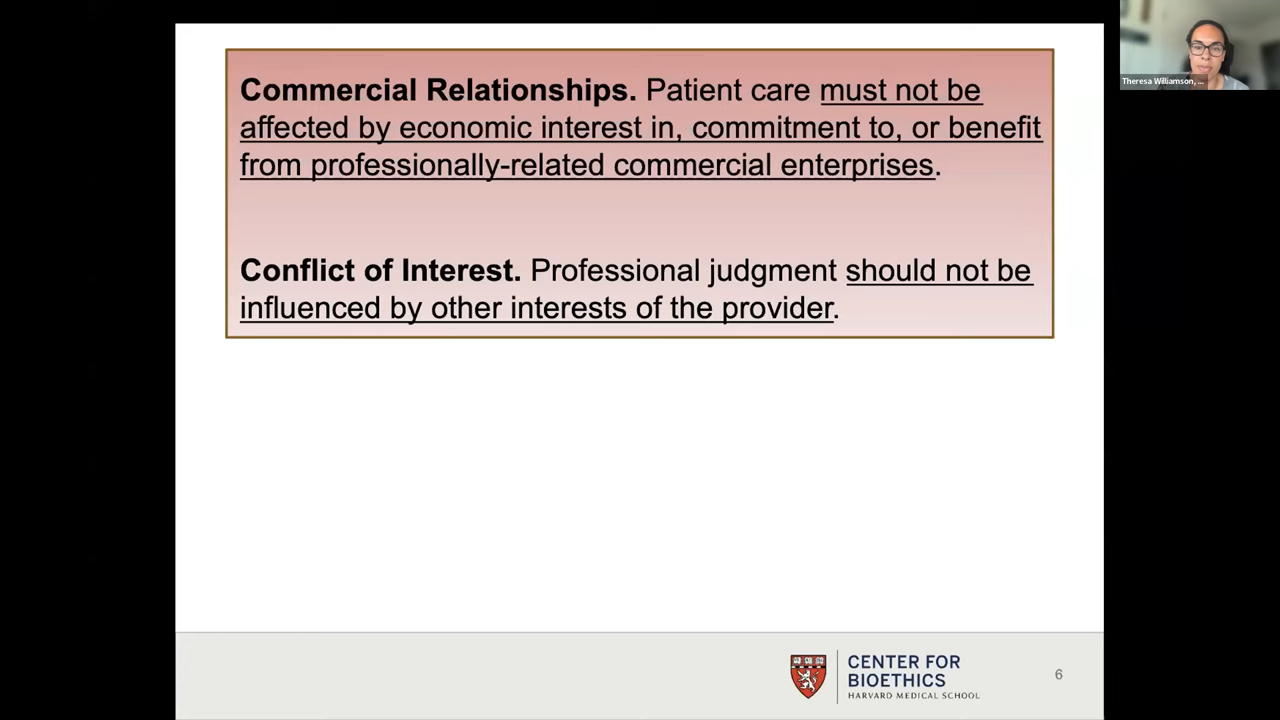 Commercial Relationships. Patient care must not be
affected by economic interest in, commitment to, or benefit
from professionally-related commercial enterprises.
Conflict of Interest. Professional judgment should not be
influenced by other interests of the provider.
Theresa Williamson, ...
CENTER FOR
BIOETHICS
HARVARD MEDICAL SCHOOL
6